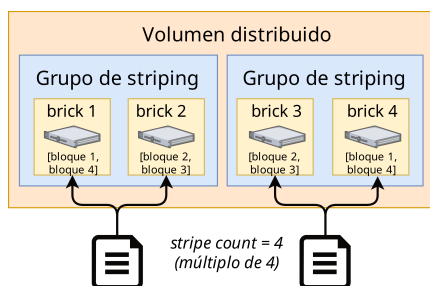 Volumen distribuido
Grupo de striping
Grupo de striping
brick 1
brick 2
brick 3
brick 4
[bloque 1,
bloque 4]
[bloque 2,
bloque 3]
[bloque 2,
bloque 3]
[bloque 1,
bloque 4]
stripe count = 4
(múltiplo de 4)